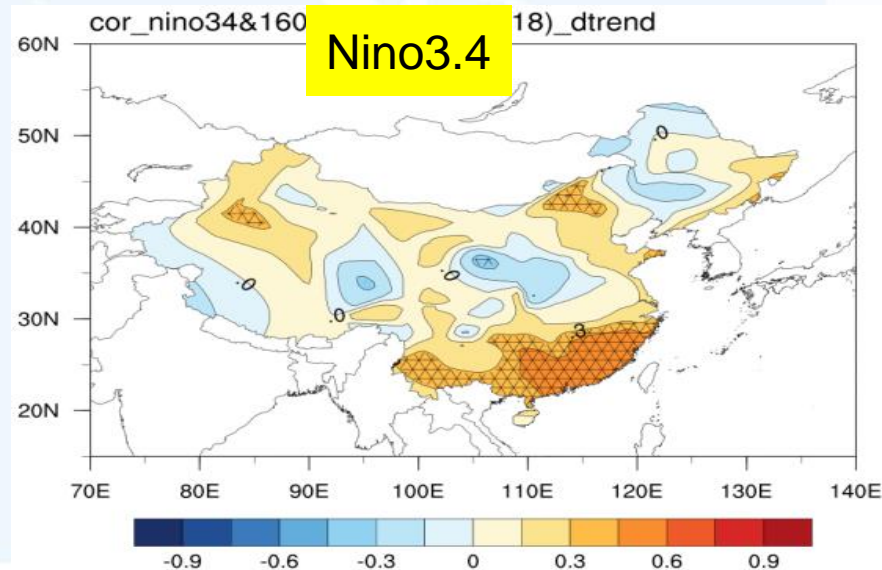 cor_nino34&160 18)_dtrend
Nino3.4
60N
50N
40N
30N
20N
0
0
0
0
3
70E 80E 90E 100E 110E 120E 130E 140E
-0.9 -0.6 -0.3 0 0.3 0.6 0.9